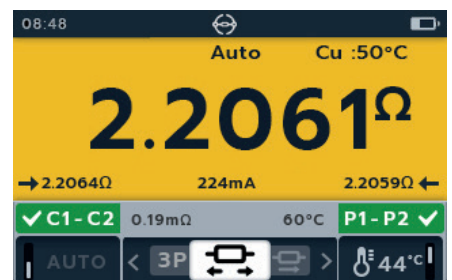 08:48
Auto Cu :50°C
2.2061Ω
→2.2064Ω 224mA 2.2059Ω←
✓C1-C2 0.19mΩ 60°C P1-P2✓
AUTO < 3P > 44°C